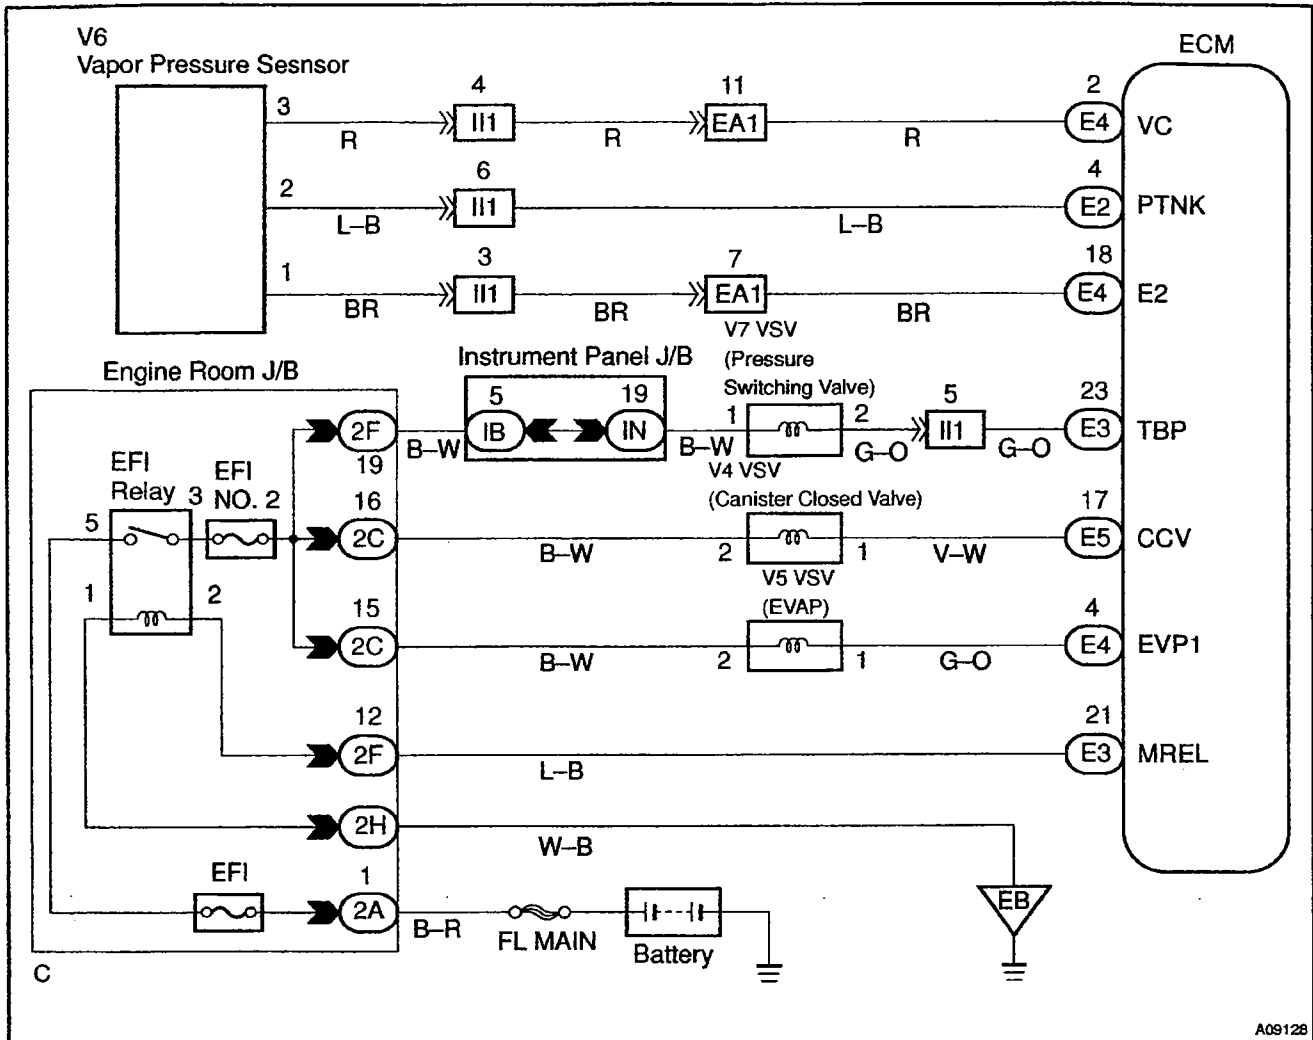 V6
Vapor Pressure Sesnsor
ECM
3 4 11 2
R II1 R EA1 R E4 VC
2 6 4
L–B II1 L–B E2 PTNK
1 3 7 18
BR II1 BR EA1 BR E4 E2
V7 VSV
(Pressure
Switching Valve)
Engine Room J/B
Instrument Panel J/B
5 19 1 2 5 23
2F B–W IB IN B–W G–O II1 G–O E3 TBP
19
V4 VSV
(Canister Closed Valve)
EFI
Relay
3
EFI
NO. 2
16 17
5 2C B–W 2 1 V–W E5 CCV
V5 VSV
(EVAP)
1 2 15 4
2C B–W 2 1 G–O E4 EVP1
12 21
2F L–B E3 MREL
2H W–B
EB
EFI 1
2A B–R FL MAIN Battery
C
A09128